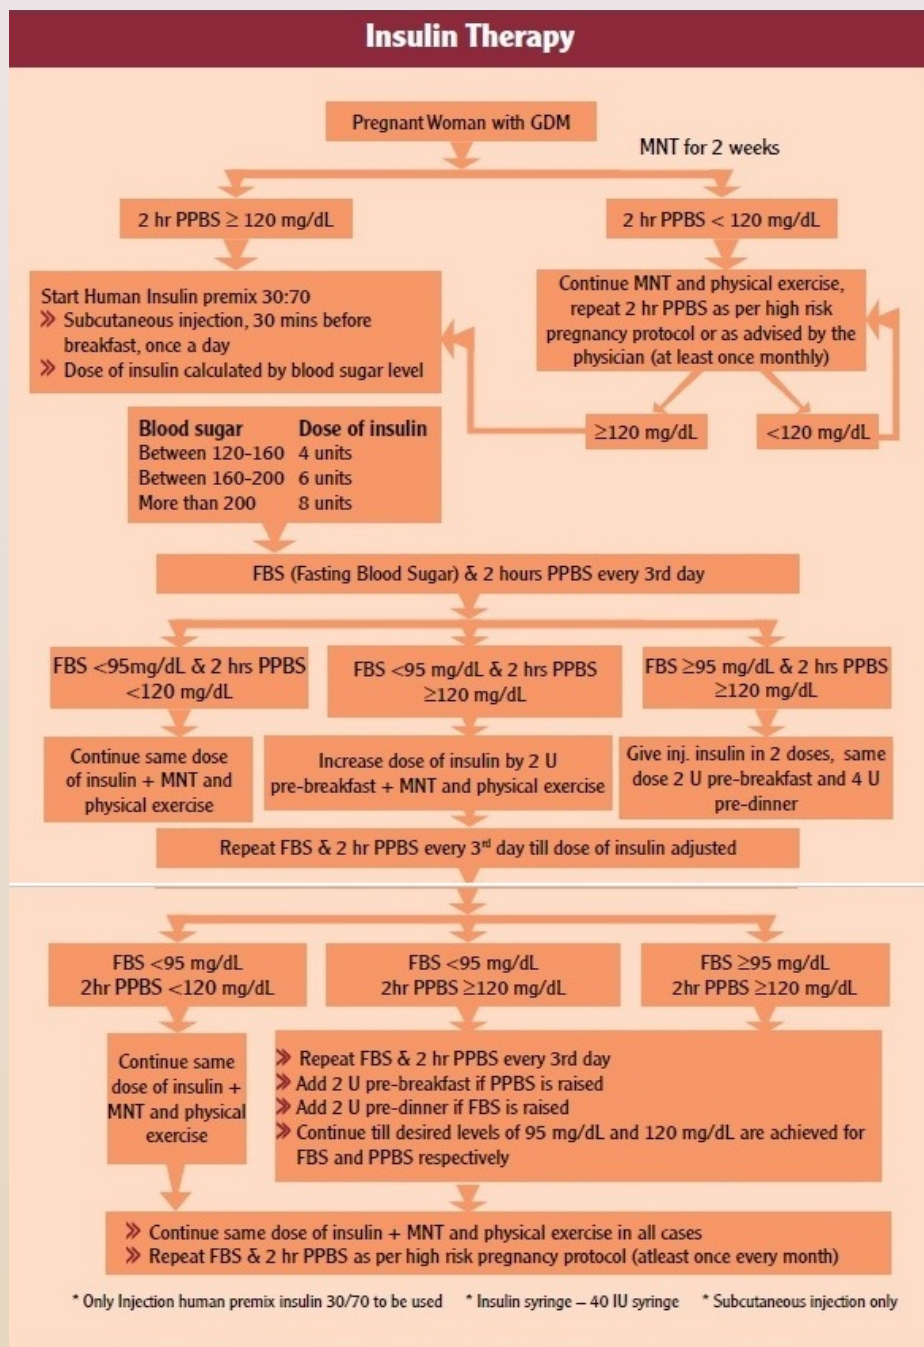 Insulin Therapy
Pregnant Woman with GDM
MNT for 2 weeks
2 hr PPBS ≥ 120 mg/dL
2 hr PPBS < 120 mg/dL
Start Human Insulin premix 30:70
» Subcutaneous injection, 30 mins before
breakfast, once a day
» Dose of insulin calculated by blood sugar level
Continue MNT and physical exercise,
repeat 2 hr PPBS as per high risk
pregnancy protocol or as advised by the
physician (at least once monthly)
≥120 mg/dL
<120 mg/dL
Blood sugar Dose of insulin
Between 120-160 4 units
Between 160-200 6 units
More than 200 8 units
FBS (Fasting Blood Sugar) & 2 hours PPBS every 3rd day
FBS <95mg/dL & 2 hrs PPBS
<120 mg/dL
FBS <95 mg/dL & 2 hrs PPBS
≥120 mg/dL
FBS ≥95 mg/dL & 2 hrs PPBS
≥120 mg/dL
Continue same dose
of insulin + MNT and
physical exercise
Increase dose of insulin by 2 U
pre-breakfast + MNT and physical exercise
Give inj. insulin in 2 doses, same
dose 2 U pre-breakfast and 4 U
pre-dinner
Repeat FBS & 2 hr PPBS every 3rd day till dose of insulin adjusted
FBS <95 mg/dL
2hr PPBS <120 mg/dL
FBS <95 mg/dL
2hr PPBS ≥120 mg/dL
FBS ≥95 mg/dL
2hr PPBS ≥120 mg/dL
Continue same
dose of insulin +
MNT and physical
exercise
» Repeat FBS & 2 hr PPBS every 3rd day
» Add 2 U pre-breakfast if PPBS is raised
» Add 2 U pre-dinner if FBS is raised
» Continue till desired levels of 95 mg/dL and 120 mg/dL are achieved for
FBS and PPBS respectively
» Continue same dose of insulin + MNT and physical exercise in all cases
» Repeat FBS & 2 hr PPBS as per high risk pregnancy protocol (atleast once every month)
* Only Injection human premix insulin 30/70 to be used * Insulin syringe – 40 IU syringe * Subcutaneous injection only